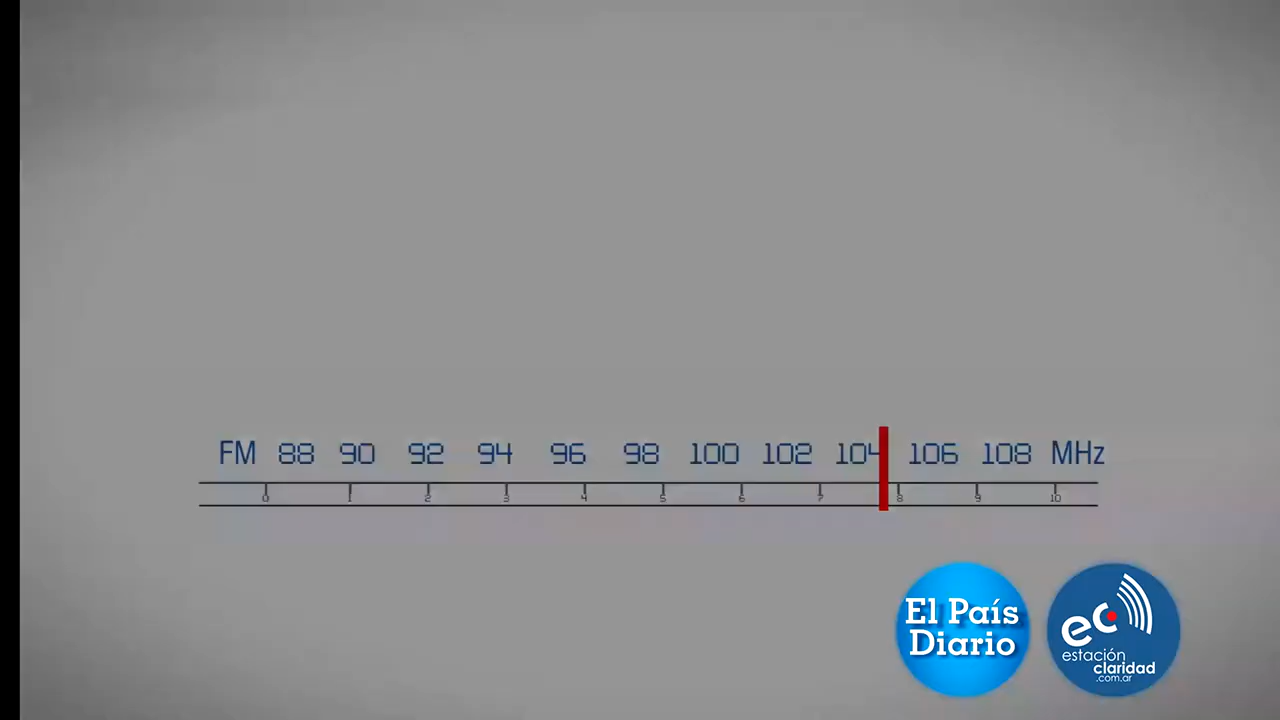 FM 88 90 92 94 96 98 100 102 104 106 108 MHz
0 1 2 3 4 5 6 7 8 9 10
El País
Diario
ec
estación
claridad
.com.ar